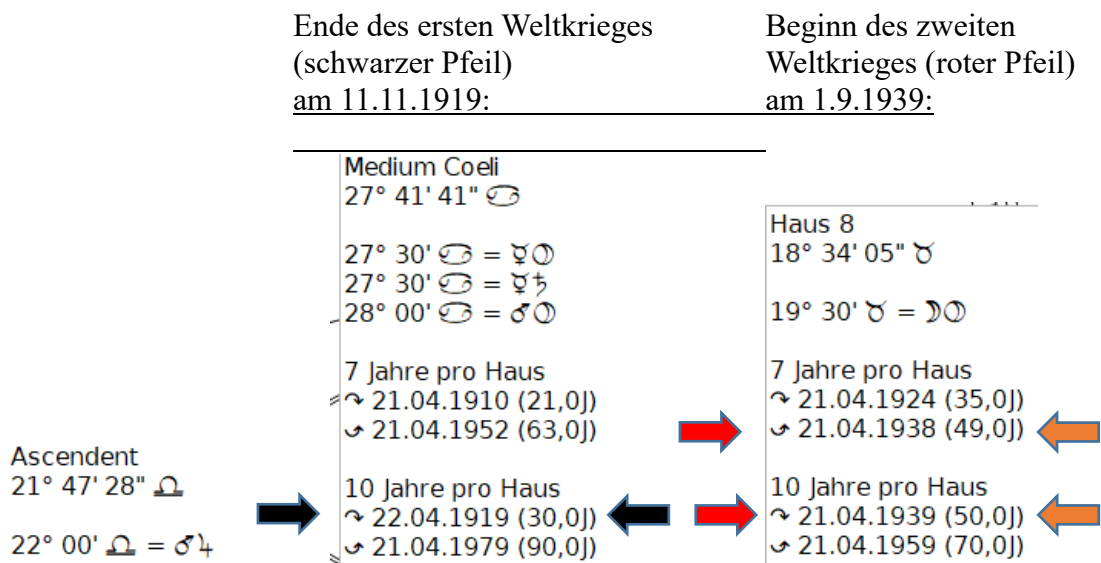 Ende des ersten Weltkrieges
(schwarzer Pfeil)
am 11.11.1919:
Beginn des zweiten
Weltkrieges (roter Pfeil)
am 1.9.1939:
Ascendent
21° 47' 28" ♎
22° 00' ♎ = ♂♃
Medium Coeli
27° 41' 41" ♋
27° 30' ♋ = ☿
27° 30' ♋ = ☿♄
28° 00' ♋ = ♂
7 Jahre pro Haus
↷ 21.04.1910 (21,0J)
⤻ 21.04.1952 (63,0J)
10 Jahre pro Haus
↷ 22.04.1919 (30,0J)
⤻ 21.04.1979 (90,0J)
Haus 8
18° 34' 05" ♉
19° 30' ♉ = ☽
7 Jahre pro Haus
↷ 21.04.1924 (35,0J)
⤻ 21.04.1938 (49,0J)
10 Jahre pro Haus
↷ 21.04.1939 (50,0J)
⤻ 21.04.1959 (70,0J)